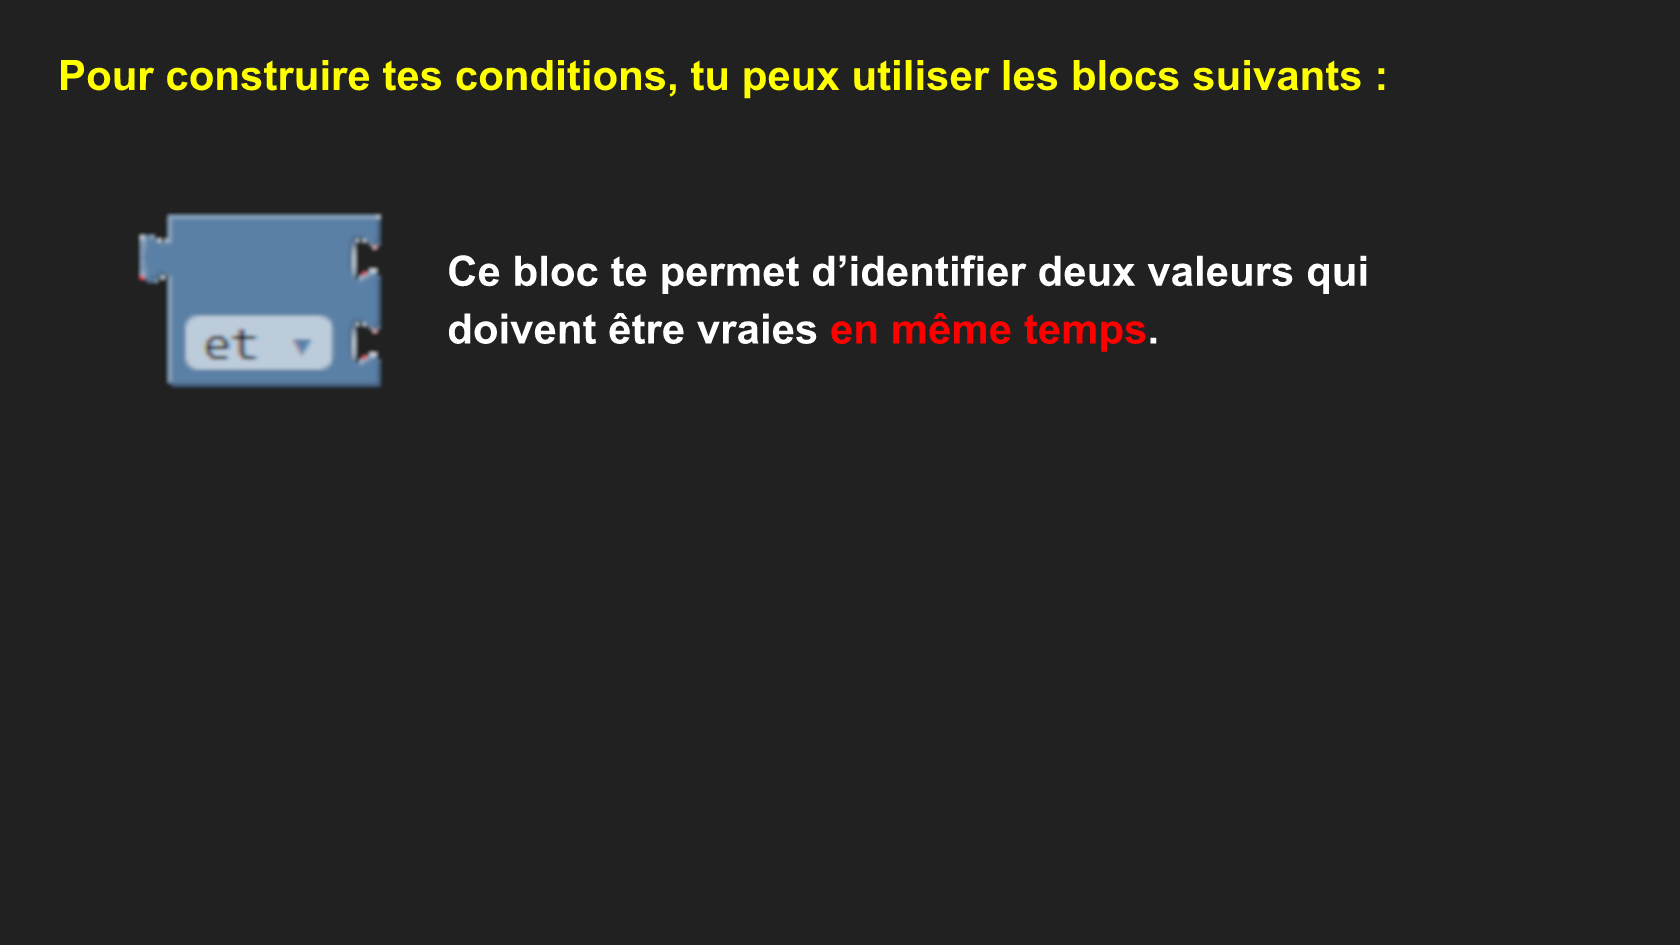 Pour construire tes conditions, tu peux utiliser les blocs suivants :
et ▾
Ce bloc te permet d’identifier deux valeurs qui
doivent être vraies en même temps.